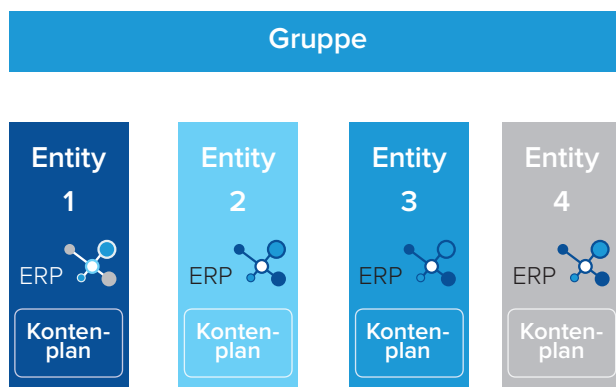 Gruppe
Entity
1
ERP
Konten-
plan
Entity
2
ERP
Konten-
plan
Entity
3
ERP
Konten-
plan
Entity
4
ERP
Konten-
plan